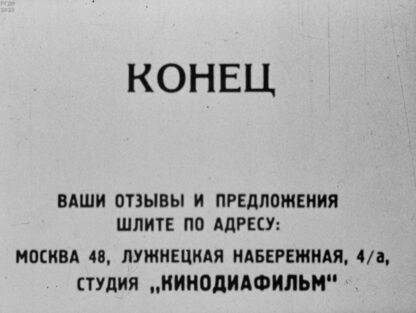 КОНЕЦ
ВАШИ ОТЗЫВЫ И ПРЕДЛОЖЕНИЯ
ШЛИТЕ ПО АДРЕСУ:
МОСКВА 48, ЛУЖНЕЦКАЯ НАБЕРЕЖНАЯ, 4/а,
СТУДИЯ „КИНОДИАФИЛЬМ“